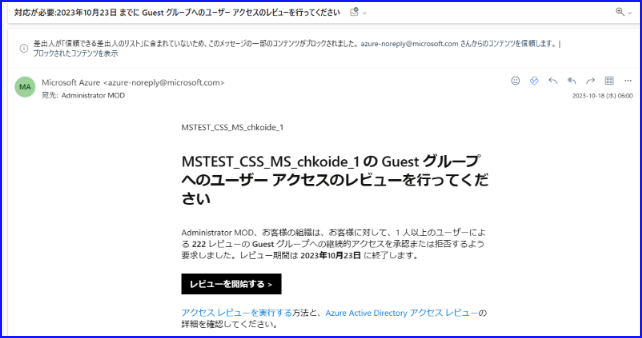 対応が必要:2023年10月23日 までに Guest グループへのユーザー アクセスのレビューを行ってください
差出人が「信頼できる差出人のリスト」に含まれていないため、このメッセージの一部のコンテンツがブロックされました。 azure-noreply@microsoft.com さんからのコンテンツを信頼します。 |
ブロックされたコンテンツを表示
MA
Microsoft Azure <azure-noreply@microsoft.com>
宛先: Administrator MOD
2023-10-18 (水) 06:00
MSTEST_CSS_MS_chkoide_1
MSTEST_CSS_MS_chkoide_1 の Guest グループ
へのユーザー アクセスのレビューを行ってくだ
さい
Administrator MOD、お客様の組織は、お客様に対して、1 人以上のユーザーによ
る 222 レビューの Guest グループへの継続的アクセスを承認または拒否するよう
要求しました。レビュー期間は 2023年10月23日 に終了します。
レビューを開始する >
アクセス レビューを実行する方法と、Azure Active Directory アクセス レビューの
詳細を確認してください。